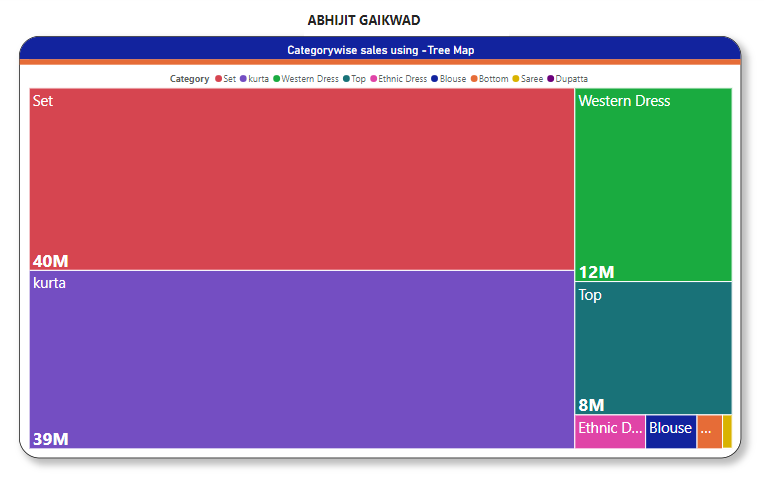 ABHIJIT GAIKWAD
Categorywise sales using -Tree Map
Category Set kurta Western Dress Top Ethnic Dress Blouse Bottom Saree Dupatta
Set
40M
kurta
39M
Western Dress
12M
Top
8M
Ethnic D... Blouse ...